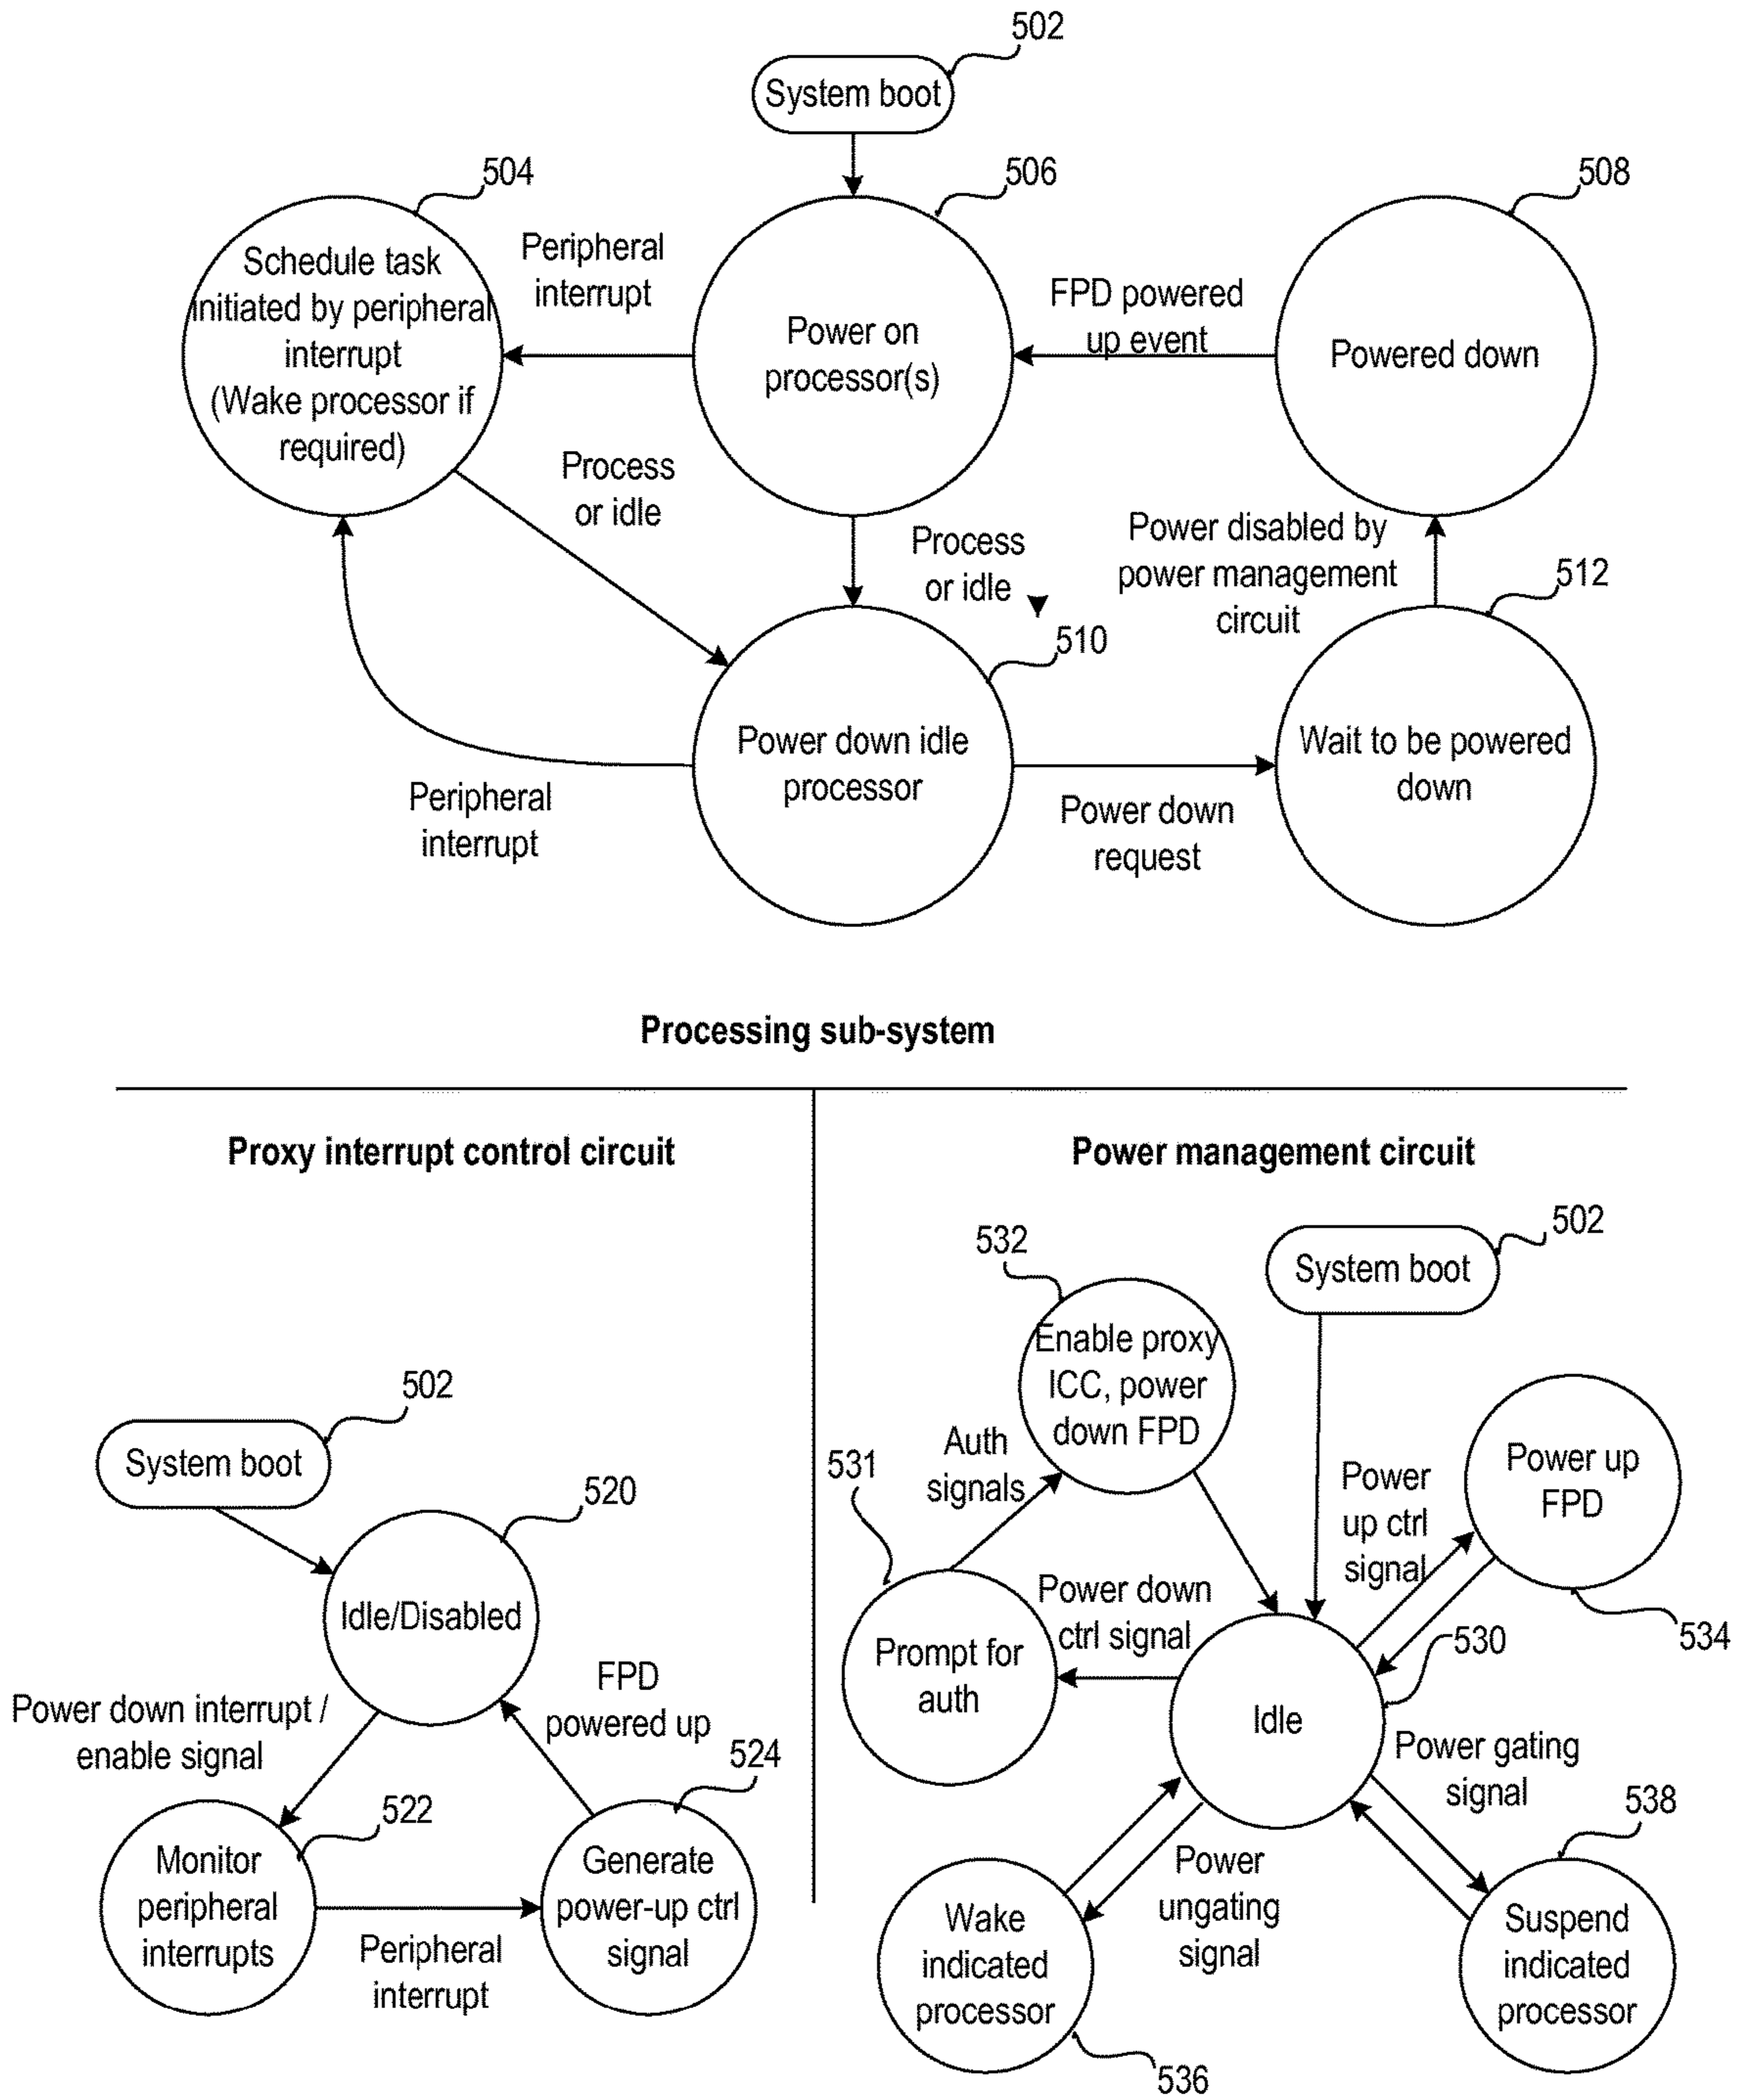 502
System boot
504
506
508
Schedule task
initiated by peripheral
interrupt
(Wake processor if
required)
Peripheral
interrupt
Power on
processor(s)
FPD powered
up event
Powered down
Process
or idle
Process
or idle
Power disabled by
power management
circuit
512
510
Power down idle
processor
Wait to be powered
down
Peripheral
interrupt
Power down
request
Processing sub-system
Proxy interrupt control circuit
502
System boot
520
Idle/Disabled
Power down interrupt /
enable signal
FPD
powered up
522
524
Monitor
peripheral
interrupts
Peripheral
interrupt
Generate
power-up ctrl
signal
Power management circuit
502
System boot
532
Enable proxy
ICC, power
down FPD
Auth
signals
531
Power
up ctrl
signal
Power up
FPD
534
Power down
ctrl signal
Prompt for
auth
530
Idle
Power gating
signal
538
Power
ungating
signal
Wake
indicated
processor
536
Suspend
indicated
processor